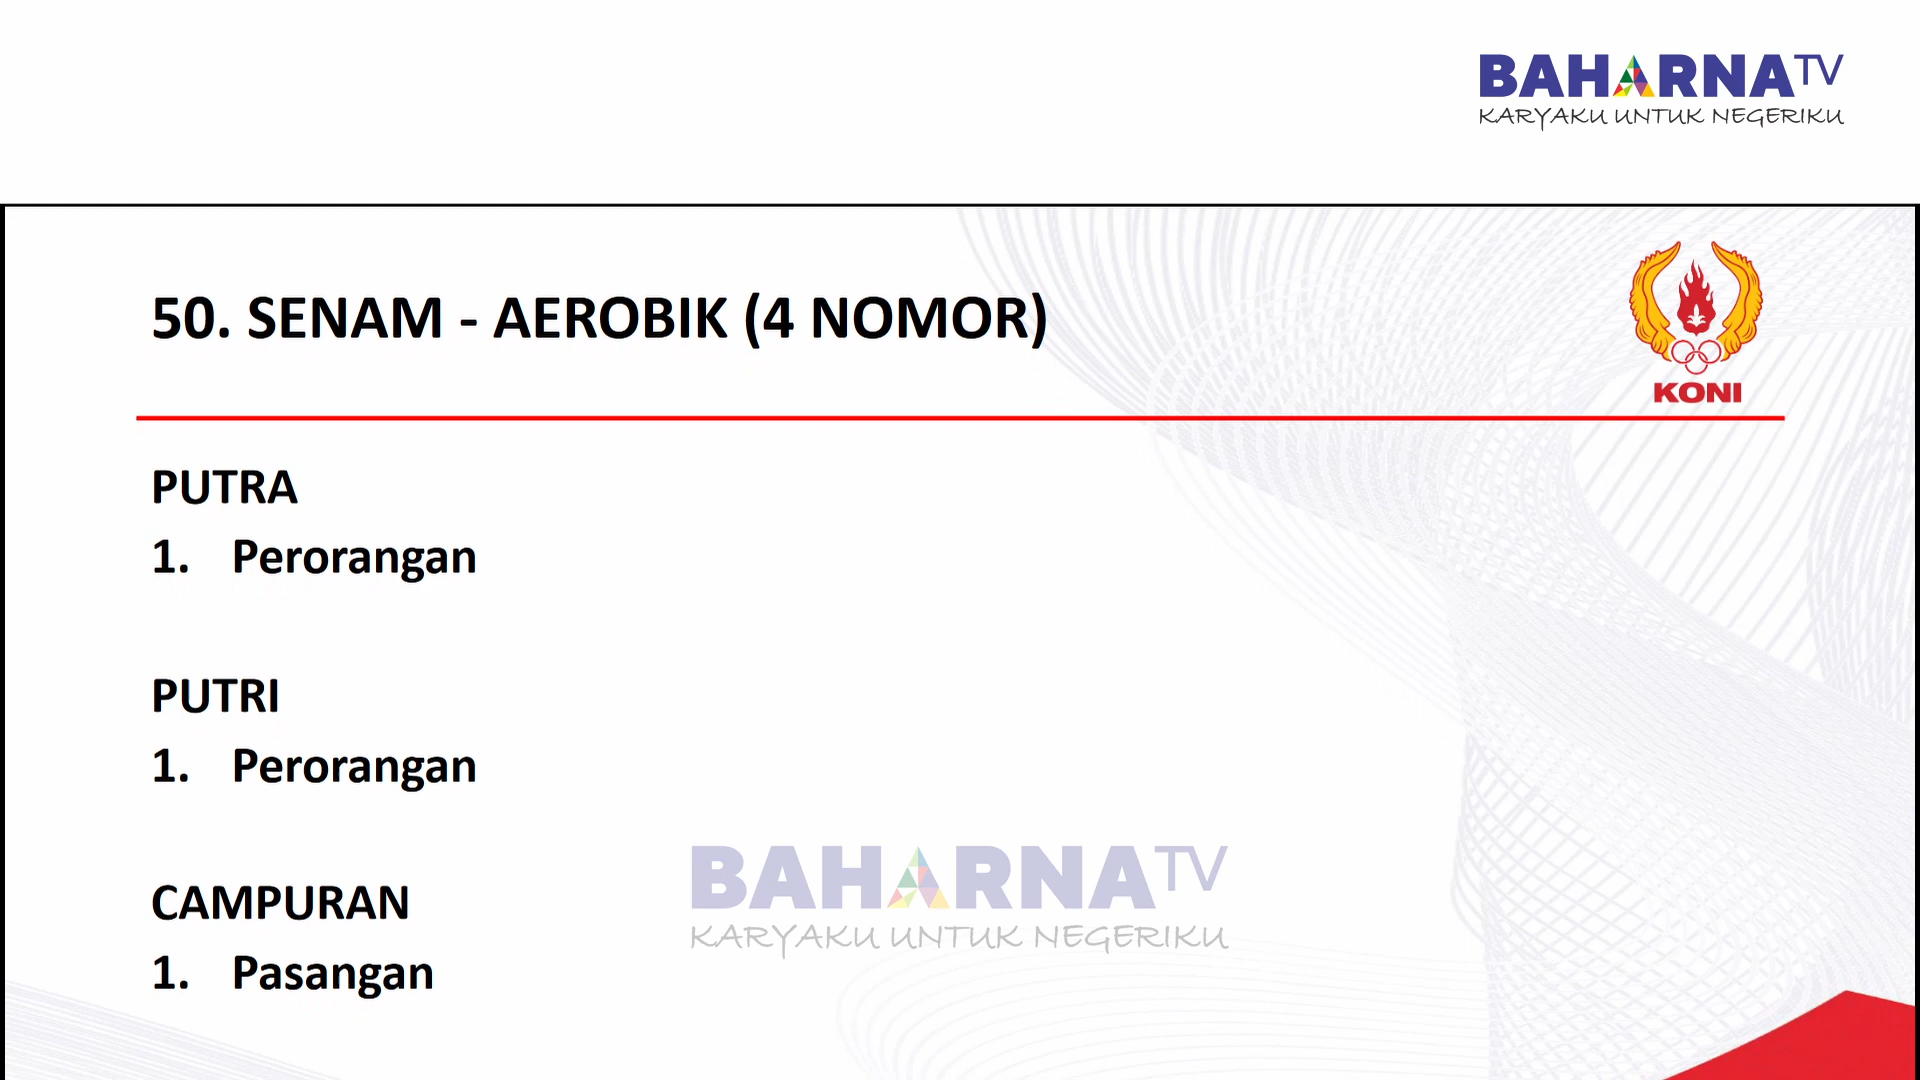 BAHARNATV
KARYAKU UNTUK NEGERIKU
50. SENAM - AEROBIK (4 NOMOR)
KONI
PUTRA
1. Perorangan
PUTRI
1. Perorangan
CAMPURAN
1. Pasangan
BAHARNATV
KARYAKU UNTUK NEGERIKU